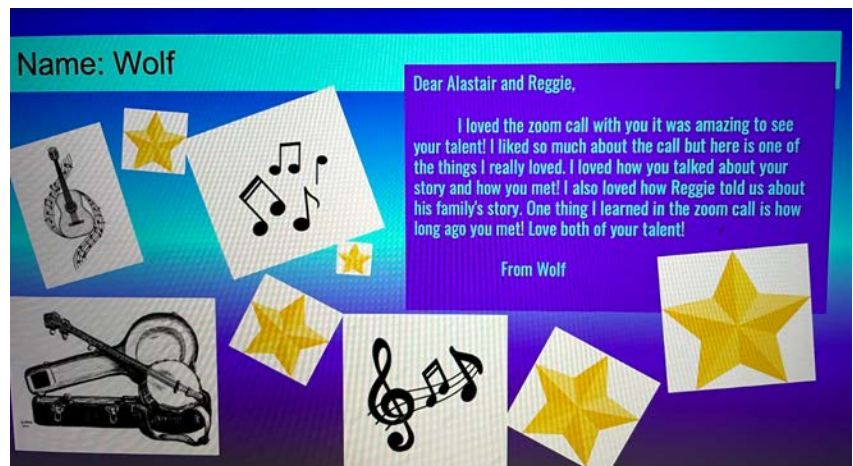 Name: Wolf
Dear Alastair and Reggie,
I loved the zoom call with you it was amazing to see
your talent! I liked so much about the call but here is one of
the things I really loved. I loved how you talked about your
story and how you met! I also loved how Reggie told us about
his family's story. One thing I learned in the zoom call is how
long ago you met! Love both of your talent!
From Wolf